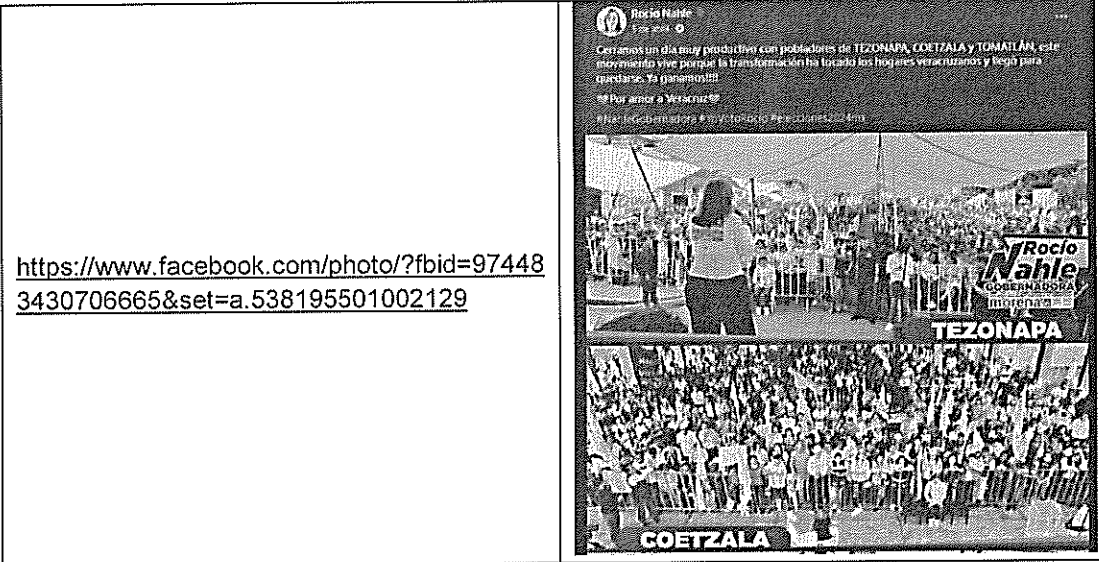 https://www.facebook.com/photo/?fbid=97448
3430706665&set=a.538195501002129
Rocío Nahle
Cerramos un día muy productivo con pobladores de TEZONAPA, COETZALA y TOMATLÁN, este
movimiento vive porque la transformación ha tocado los hogares veracruzanos y llegó para
quedarse. Ya ganamos!!!!
Por amor a Veracruz
Rocío
Nahle
GOBERNADORA
morena
TEZONAPA
COETZALA